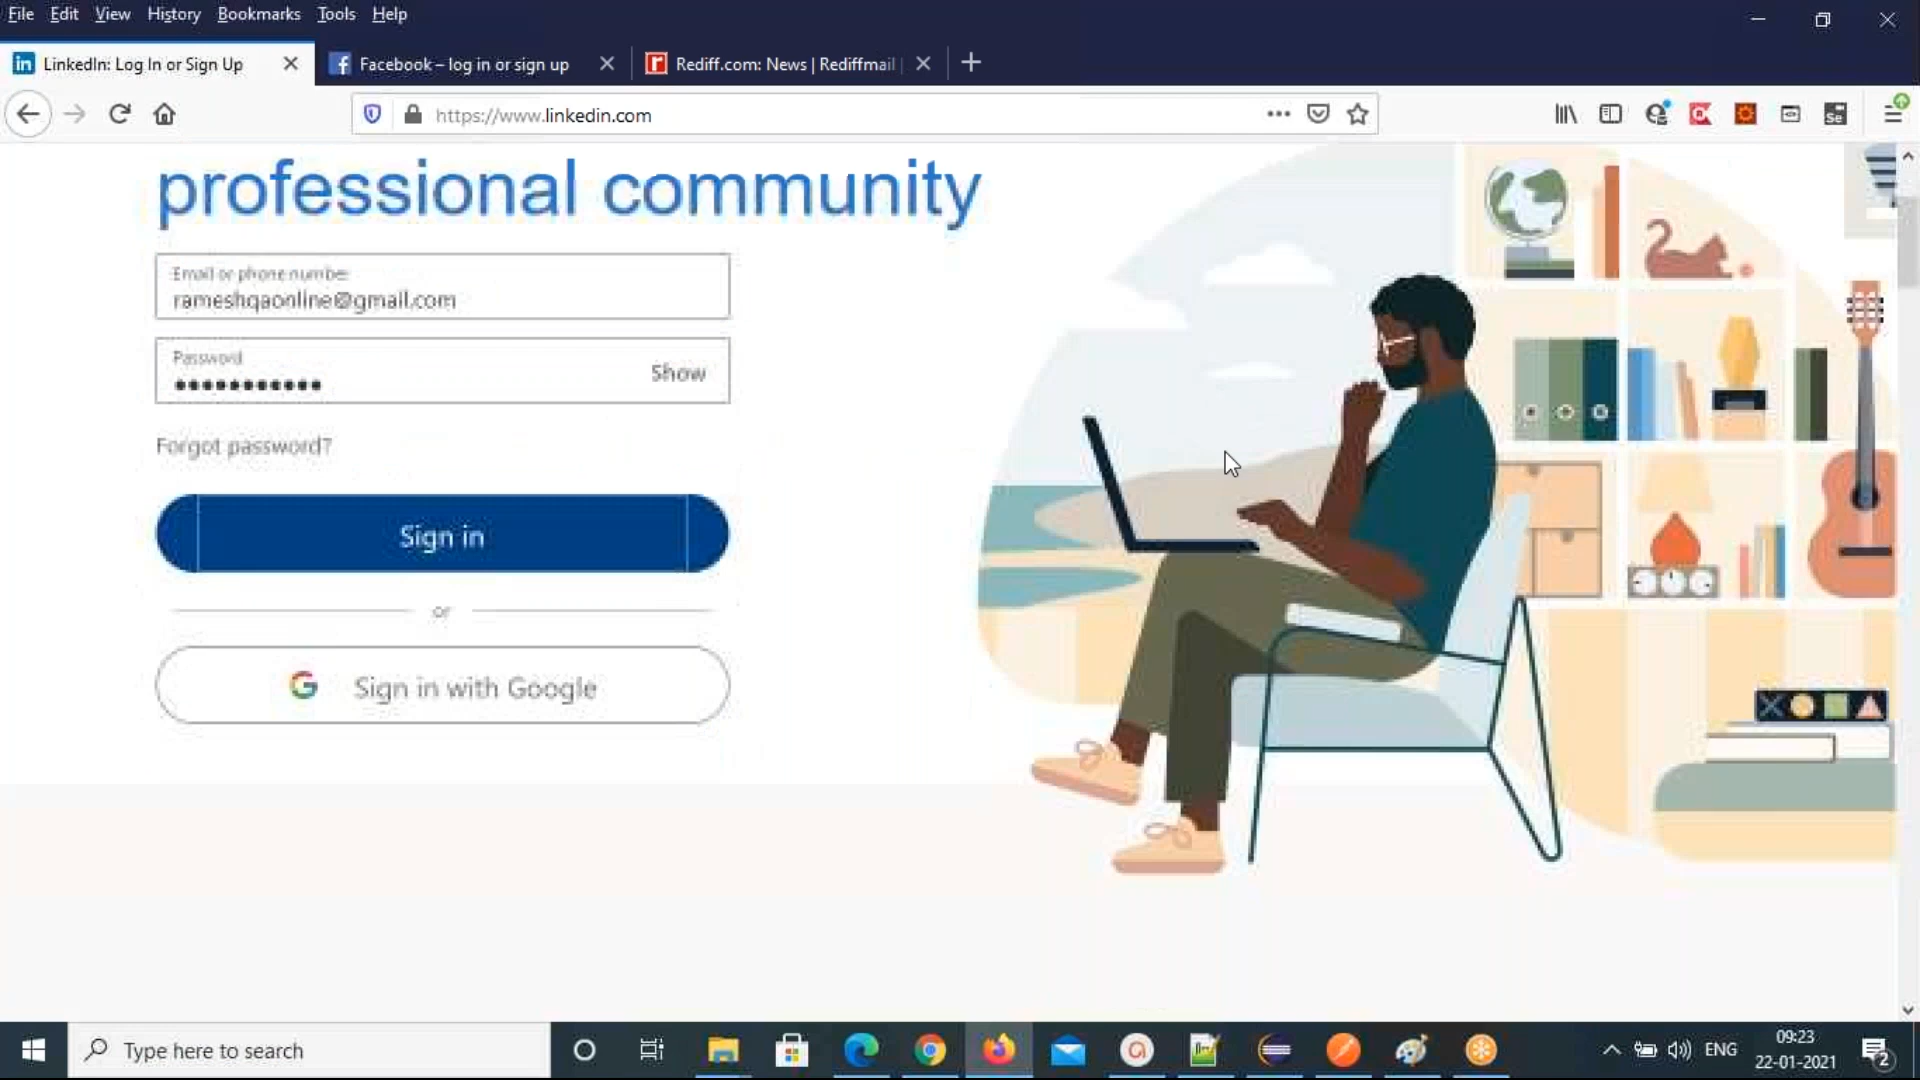 File Edit View History Bookmarks Tools Help
LinkedIn: Log In or Sign Up
Facebook – log in or sign up
Rediff.com: News | Rediffmail |
https://www.linkedin.com
professional community
Email or phone number
rameshqaonline@gmail.com
Password
Show
Forgot password?
Sign in
or
Sign in with Google
Type here to search
ENG
09:23
22-01-2021
2